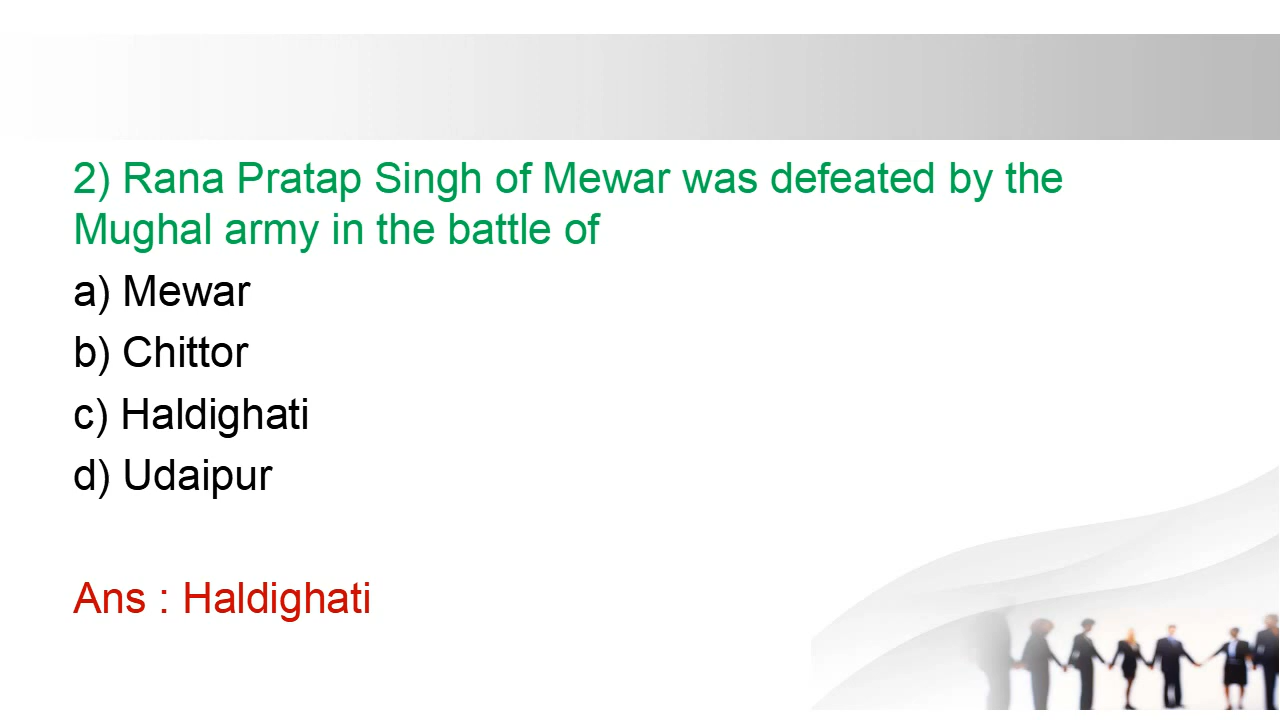 2) Rana Pratap Singh of Mewar was defeated by the
Mughal army in the battle of
a) Mewar
b) Chittor
c) Haldighati
d) Udaipur
Ans : Haldighati